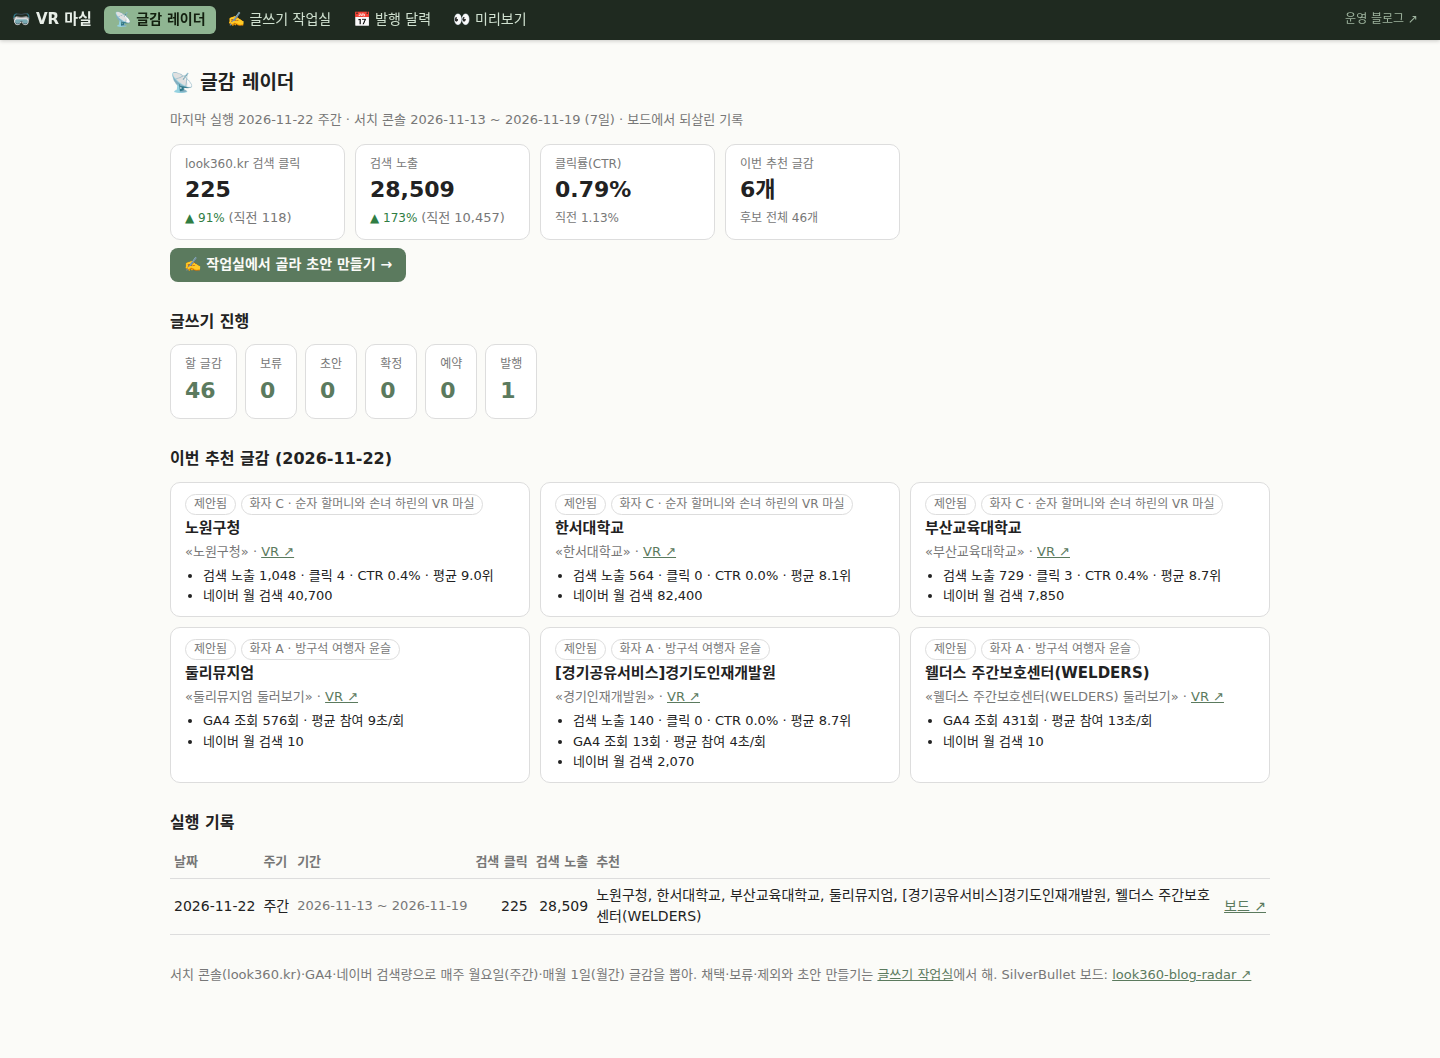 VR 마실 글감 레이더 글쓰기 작업실 발행 달력 미리보기 운영 블로그 ↗
글감 레이더
마지막 실행 2026-11-22 주간 · 서치 콘솔 2026-11-13 ~ 2026-11-19 (7일) · 보드에서 되살린 기록
look360.kr 검색 클릭
225
▲ 91% (직전 118)
검색 노출
28,509
▲ 173% (직전 10,457)
클릭률(CTR)
0.79%
직전 1.13%
이번 추천 글감
6개
후보 전체 46개
작업실에서 골라 초안 만들기 →
글쓰기 진행
할 글감
46
보류
0
초안
0
확정
0
예약
0
발행
1
이번 추천 글감 (2026-11-22)
제안됨 화자 C · 순자 할머니와 손녀 하린의 VR 마실
노원구청
«노원구청» · VR ↗
• 검색 노출 1,048 · 클릭 4 · CTR 0.4% · 평균 9.0위
• 네이버 월 검색 40,700
제안됨 화자 C · 순자 할머니와 손녀 하린의 VR 마실
한서대학교
«한서대학교» · VR ↗
• 검색 노출 564 · 클릭 0 · CTR 0.0% · 평균 8.1위
• 네이버 월 검색 82,400
제안됨 화자 C · 순자 할머니와 손녀 하린의 VR 마실
부산교육대학교
«부산교육대학교» · VR ↗
• 검색 노출 729 · 클릭 3 · CTR 0.4% · 평균 8.7위
• 네이버 월 검색 7,850
제안됨 화자 A · 방구석 여행자 윤슬
둘리뮤지엄
«둘리뮤지엄 둘러보기» · VR ↗
• GA4 조회 576회 · 평균 참여 9초/회
• 네이버 월 검색 10
제안됨 화자 A · 방구석 여행자 윤슬
[경기공유서비스]경기도인재개발원
«경기인재개발원» · VR ↗
• 검색 노출 140 · 클릭 0 · CTR 0.0% · 평균 8.7위
• GA4 조회 13회 · 평균 참여 4초/회
• 네이버 월 검색 2,070
제안됨 화자 A · 방구석 여행자 윤슬
웰더스 주간보호센터(WELDERS)
«웰더스 주간보호센터(WELDERS) 둘러보기» · VR ↗
• GA4 조회 431회 · 평균 참여 13초/회
• 네이버 월 검색 10
실행 기록
날짜 주기 기간 검색 클릭 검색 노출 추천
2026-11-22 주간 2026-11-13 ~ 2026-11-19 225 28,509 노원구청, 한서대학교, 부산교육대학교, 둘리뮤지엄, [경기공유서비스]경기도인재개발원, 웰더스 주간보호
센터(WELDERS) 보드 ↗
서치 콘솔(look360.kr)·GA4·네이버 검색량으로 매주 월요일(주간)·매월 1일(월간) 글감을 뽑아. 채택·보류·제외와 초안 만들기는 글쓰기 작업실에서 해. SilverBullet 보드: look360-blog-radar ↗